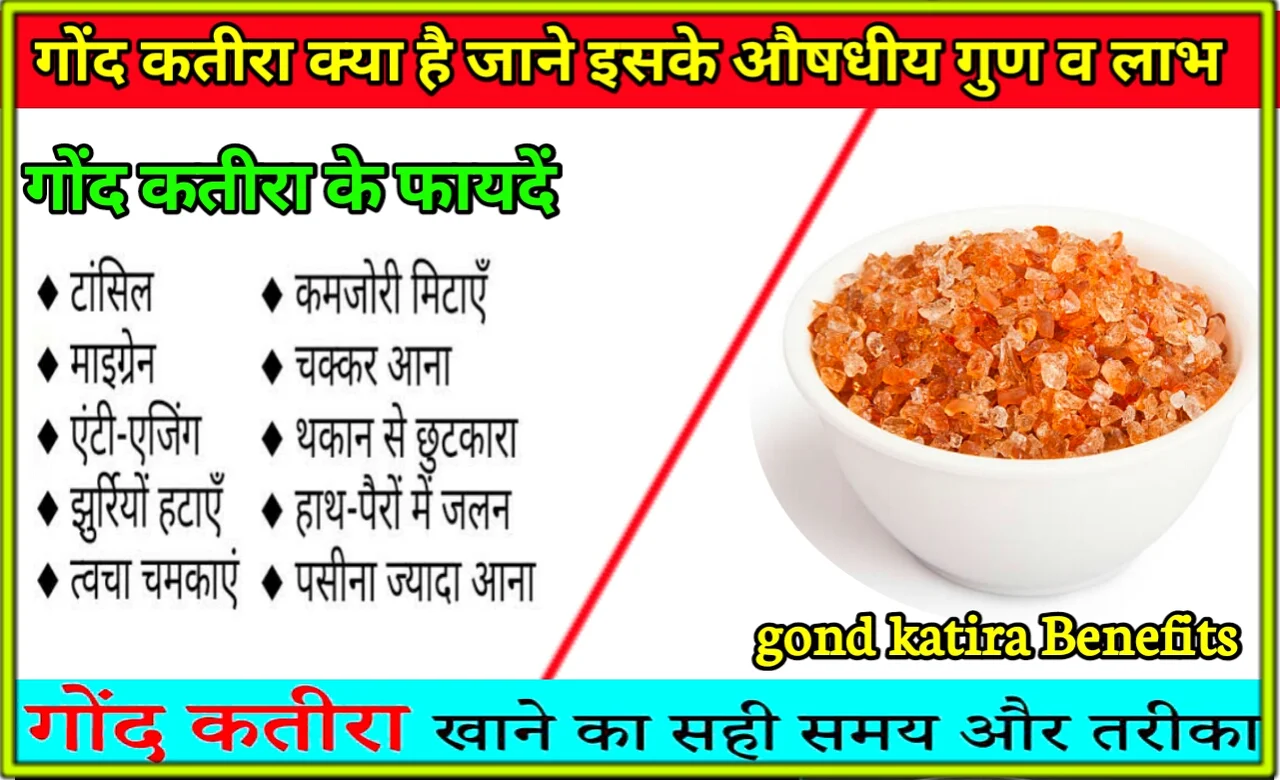 गोंद कतीरा क्या है जाने इसके औषधीय गुण व लाभ
गोंद कतीरा के फायदें
♦ टांसिल
♦ माइग्रेन
♦ एंटी-एजिंग
♦ झुर्रियों हटाएँ
♦ त्वचा चमकाएं
♦ कमजोरी मिटाएँ
♦ चक्कर आना
♦ थकान से छुटकारा
♦ हाथ-पैरों में जलन
♦ पसीना ज्यादा आना
gond katira Benefits
गोंद कतीरा खाने का सही समय और तरीका